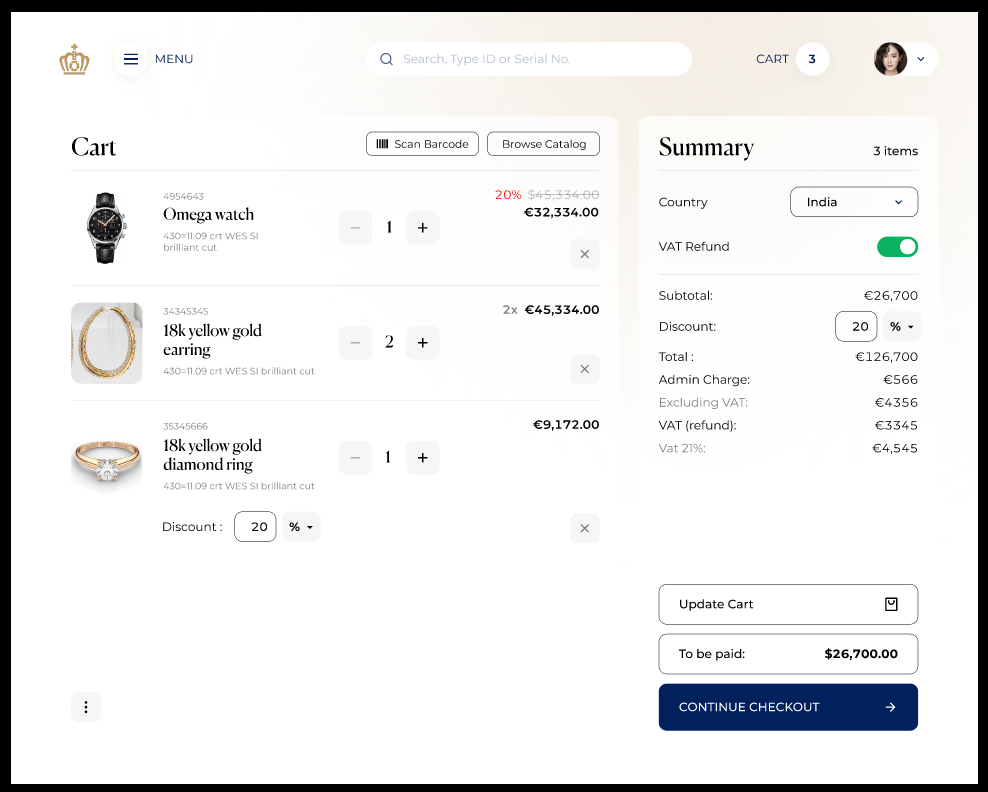 MENU
Search, Type ID or Serial No.
CART 3
Cart
Scan Barcode
Browse Catalog
4954643
Omega watch
430=11.09 crt WES SI
brilliant cut
1
20% $45,334.00
€32,334.00
34345345
18k yellow gold
earring
430=11.09 crt WES SI brilliant cut
2
2x €45,334.00
35345666
18k yellow gold
diamond ring
430=11.09 crt WES SI brilliant cut
1
€9,172.00
Discount : 20 %
Summary
3 items
Country India
VAT Refund
Subtotal: €26,700
Discount: 20 %
Total : €126,700
Admin Charge: €566
Excluding VAT: €4356
VAT (refund): €3345
Vat 21%: €4,545
Update Cart
To be paid: $26,700.00
CONTINUE CHECKOUT